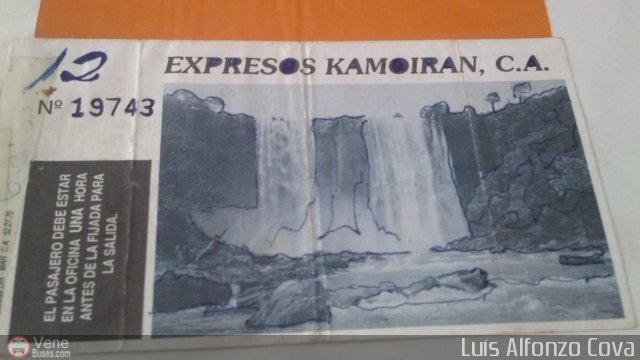 12
EXPRESOS KAMOIRAN, C.A.
Nº 19743
EL PASAJERO DEBE ESTAR
EN LA OFICINA UNA HORA
ANTES DE LA FIJADA PARA
LA SALIDA.
Vene
Buses.com
Luis Alfonzo Cova